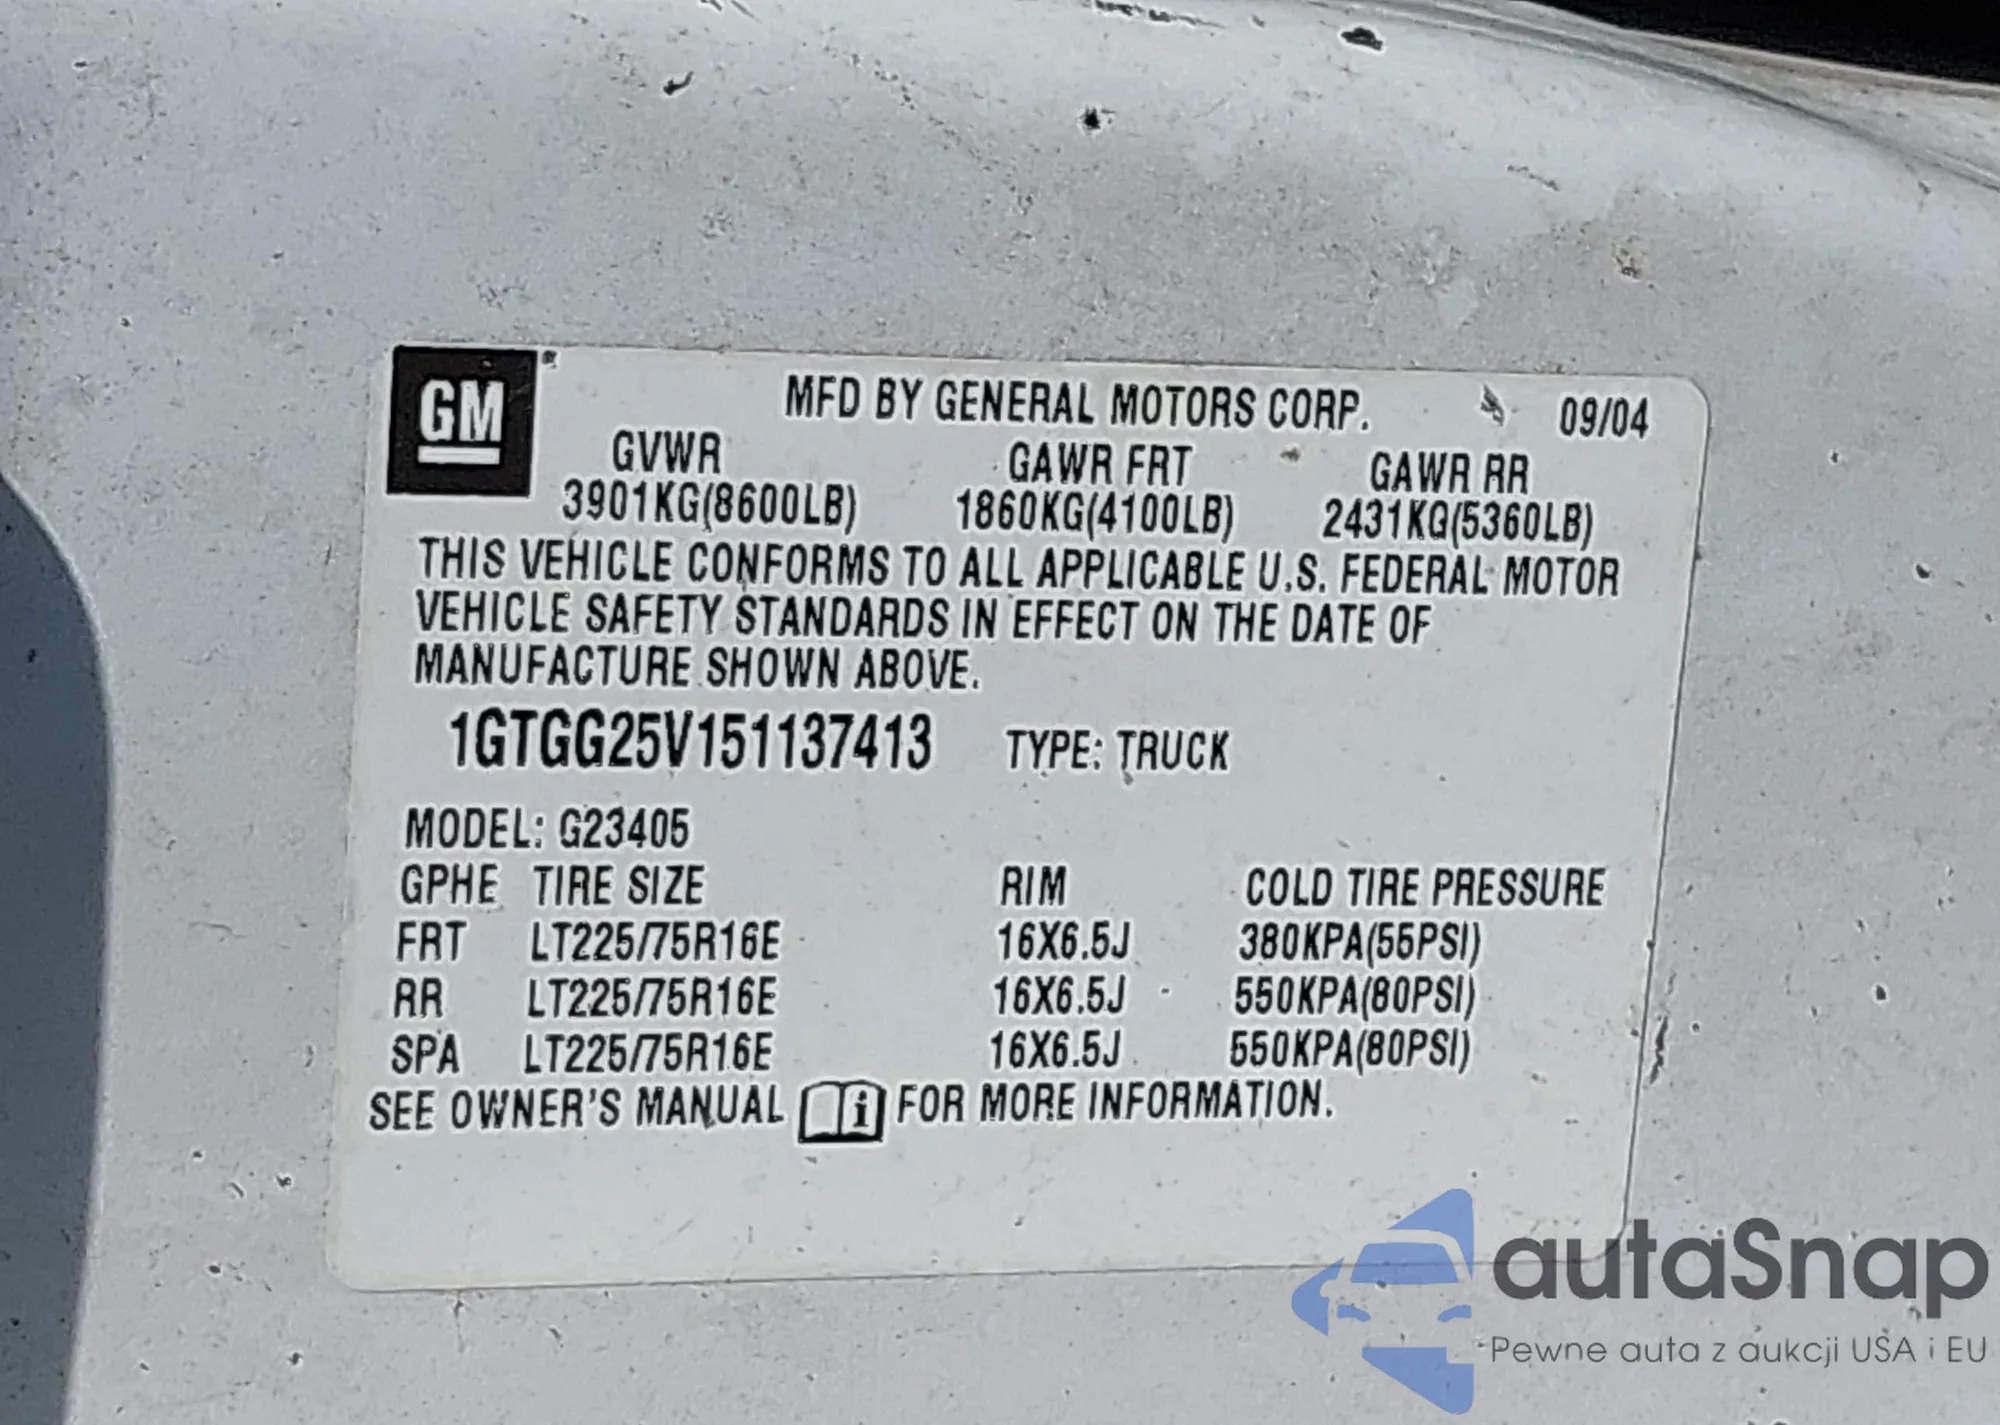 GM
MFD BY GENERAL MOTORS CORP. 09/04
GVWR GAWR FRT GAWR RR
3901KG(8600LB) 1860KG(4100LB) 2431KG(5360LB)
THIS VEHICLE CONFORMS TO ALL APPLICABLE U.S. FEDERAL MOTOR
VEHICLE SAFETY STANDARDS IN EFFECT ON THE DATE OF
MANUFACTURE SHOWN ABOVE.
1GTGG25V151137413 TYPE: TRUCK
MODEL: G23405
GPHE TIRE SIZE RIM COLD TIRE PRESSURE
FRT LT225/75R16E 16X6.5J 380KPA(55PSI)
RR LT225/75R16E 16X6.5J 550KPA(80PSI)
SPA LT225/75R16E 16X6.5J 550KPA(80PSI)
SEE OWNER'S MANUAL i FOR MORE INFORMATION.
autaSnap
Pewne auta z aukcji USA i EU